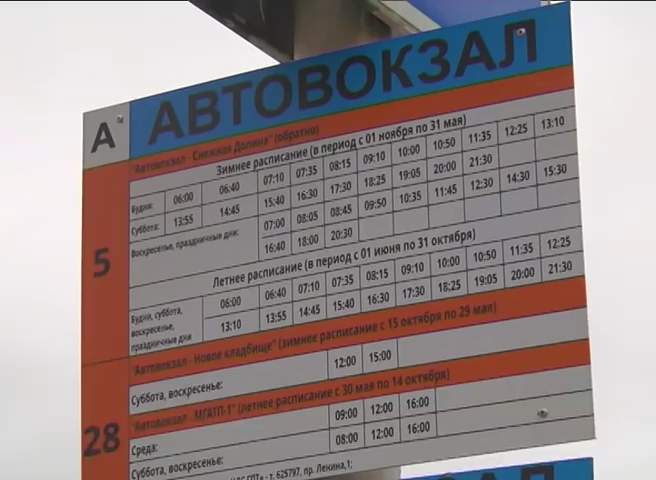 А АВТОВОКЗАЛ
5
"Автовокзал - Снежная Долина" (обратно)
Зимнее расписание (в период с 01 ноября по 31 мая)
Будни: 06:00 06:40 07:10 07:35 08:15 09:10 10:00 10:50 11:35 12:25 13:10
Суббота: 13:55 14:45 15:40 16:30 17:30 18:25 19:05 20:00 21:30
Воскресенье, праздничные дни: 07:00 08:05 08:45 09:50 10:35 11:45 12:30 14:30 15:30
16:40 18:00 20:30
Летнее расписание (в период с 01 июня по 31 октября)
Будни, суббота, 06:00 06:40 07:10 07:35 08:15 09:10 10:00 10:50 11:35 12:25
воскресенье,
праздничные дни 13:10 13:55 14:45 15:40 16:30 17:30 18:25 19:05 20:00 21:30
28
"Автовокзал - Новое кладбище" (зимнее расписание с 15 октября по 29 мая)
Суббота, воскресенье: 12:00 15:00
"Автовокзал - МГАТП-1" (летнее расписание с 30 мая по 14 октября)
Среда: 09:00 12:00 16:00
Суббота, воскресенье: 08:00 12:00 16:00
т. 625797, пр. Ленина,1;